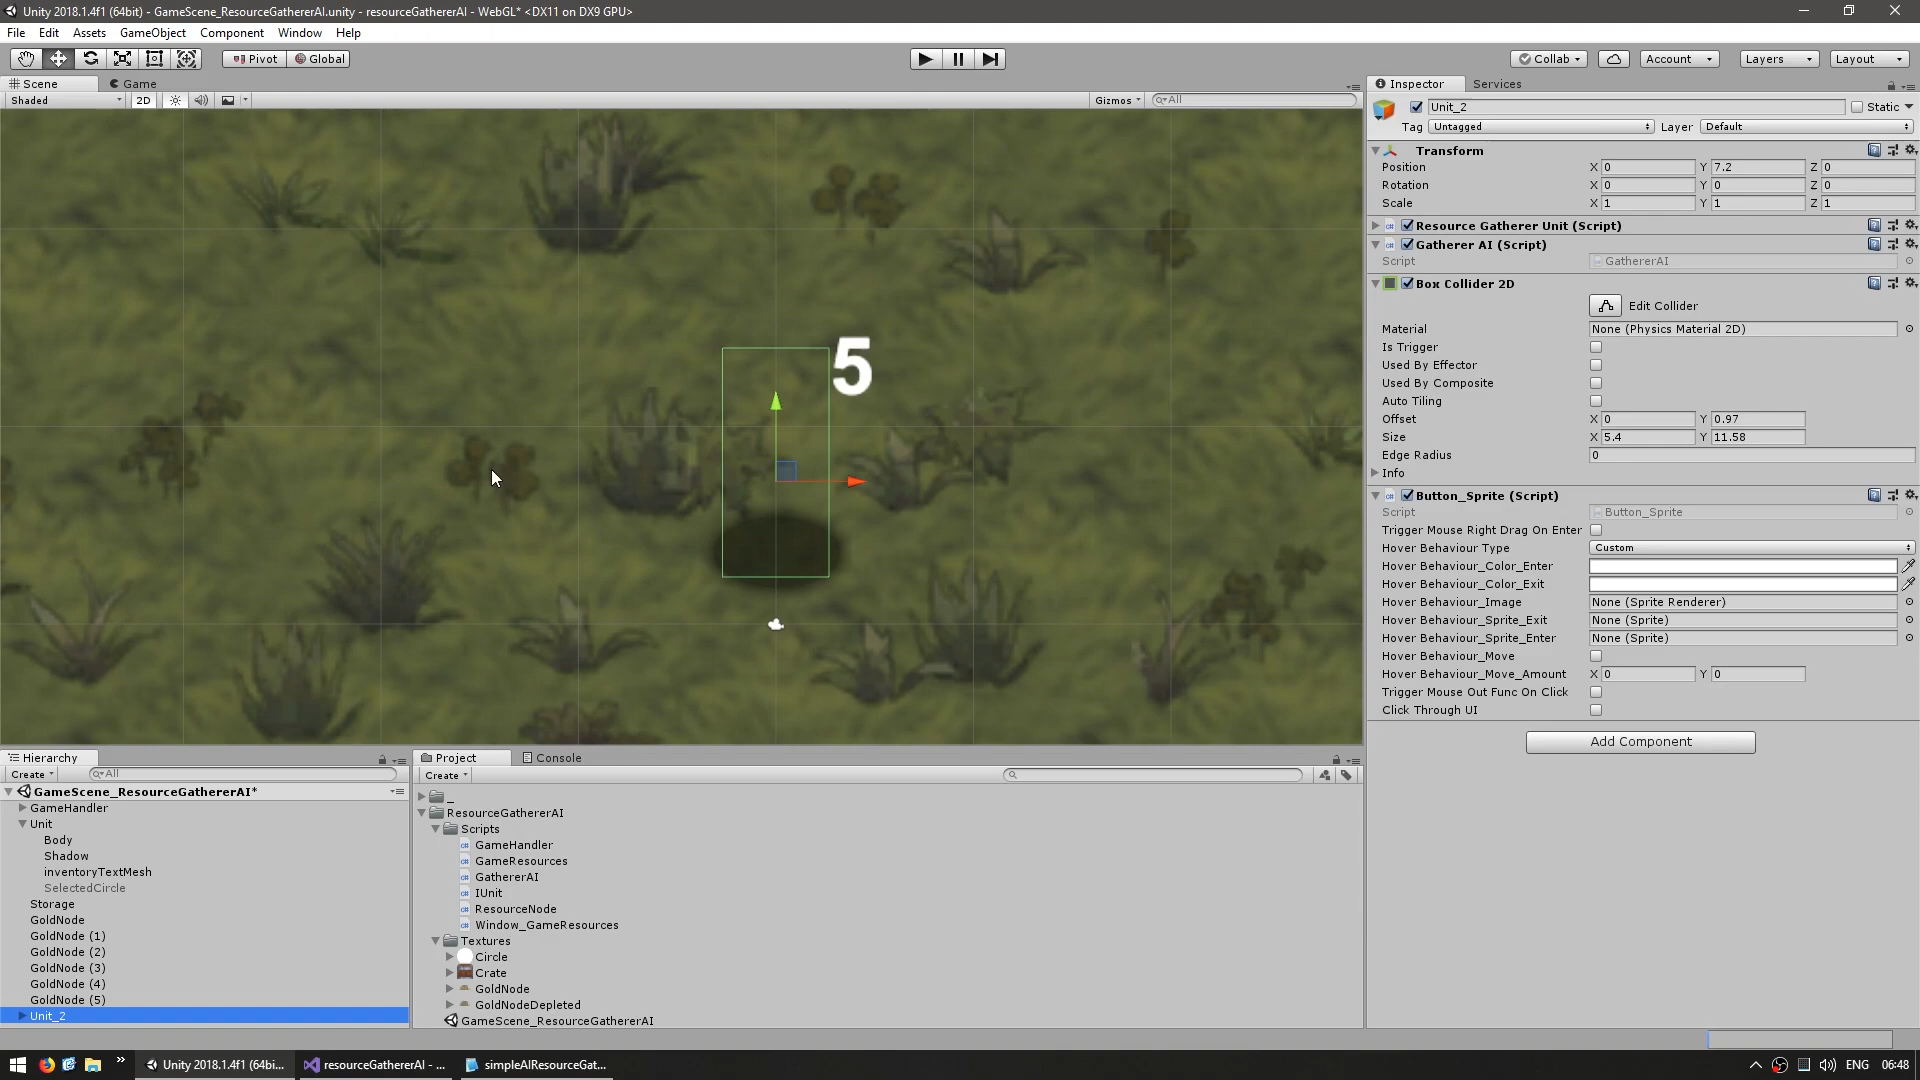 Unity 2018.1.4f1 (64bit) - GameScene_ResourceGathererAI.unity - resourceGathererAI - WebGL* <DX11 on DX9 GPU>
File Edit Assets GameObject Component Window Help
Pivot Global Collab Account Layers Layout
Scene Game
Shaded 2D Gizmos All
5
Inspector Services
Unit_2 Static
Tag Untagged Layer Default
Transform
Position X 0 Y 7.2 Z 0
Rotation X 0 Y 0 Z 0
Scale X 1 Y 1 Z 1
Resource Gatherer Unit (Script)
Gatherer AI (Script)
Script GathererAI
Box Collider 2D
Edit Collider
Material None (Physics Material 2D)
Is Trigger
Used By Effector
Used By Composite
Auto Tiling
Offset X 0 Y 0.97
Size X 5.4 Y 11.58
Edge Radius 0
Info
Button_Sprite (Script)
Script Button_Sprite
Trigger Mouse Right Drag On Enter
Hover Behaviour Type Custom
Hover Behaviour_Color_Enter
Hover Behaviour_Color_Exit
Hover Behaviour_Image None (Sprite Renderer)
Hover Behaviour_Sprite_Exit None (Sprite)
Hover Behaviour_Sprite_Enter None (Sprite)
Hover Behaviour_Move
Hover Behaviour_Move_Amount X 0 Y 0
Trigger Mouse Out Func On Click
Click Through UI
Add Component
Hierarchy
Create All
GameScene_ResourceGathererAI*
GameHandler
Unit
Body
Shadow
inventoryTextMesh
SelectedCircle
Storage
GoldNode
GoldNode (1)
GoldNode (2)
GoldNode (3)
GoldNode (4)
GoldNode (5)
Unit_2
Project Console
Create
_
ResourceGathererAI
Scripts
GameHandler
GameResources
GathererAI
IUnit
ResourceNode
Window_GameResources
Textures
Circle
Crate
GoldNode
GoldNodeDepleted
GameScene_ResourceGathererAI
Unity 2018.1.4f1 (64bi... resourceGathererAI - ... simpleAIResourceGat... ENG 06:48